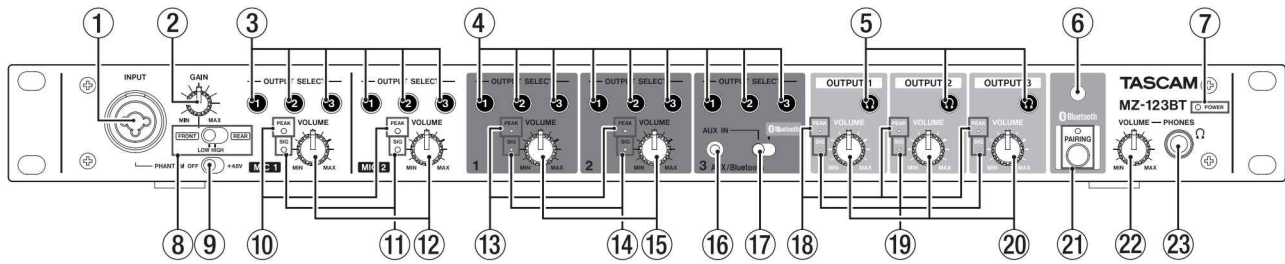 1 2 3 4 5 6 7
INPUT GAIN OUTPUT SELECT OUTPUT SELECT OUTPUT SELECT OUTPUT SELECT OUTPUT SELECT OUTPUT 1 OUTPUT 2 OUTPUT 3 TASCAM
1 2 3 1 2 3 1 2 3 1 2 3 1 2 3
MZ-123BT POWER
MIN MAX PEAK VOLUME PEAK VOLUME PEAK VOLUME PEAK VOLUME AUX IN Bluetooth PEAK VOLUME PEAK VOLUME PEAK VOLUME Bluetooth VOLUME PHONES
FRONT REAR
LOW HIGH SIG SIG SIG SIG SIG SIG SIG PAIRING
PHANTOM OFF +48V MIC 1 MIN MAX MIC 2 MIN MAX 1 MIN MAX 2 MIN MAX 3 AUX/Bluetooth MIN MAX MIN MAX MIN MAX MIN MAX
8 9 10 11 12 13 14 15 16 17 18 19 20 21 22 23